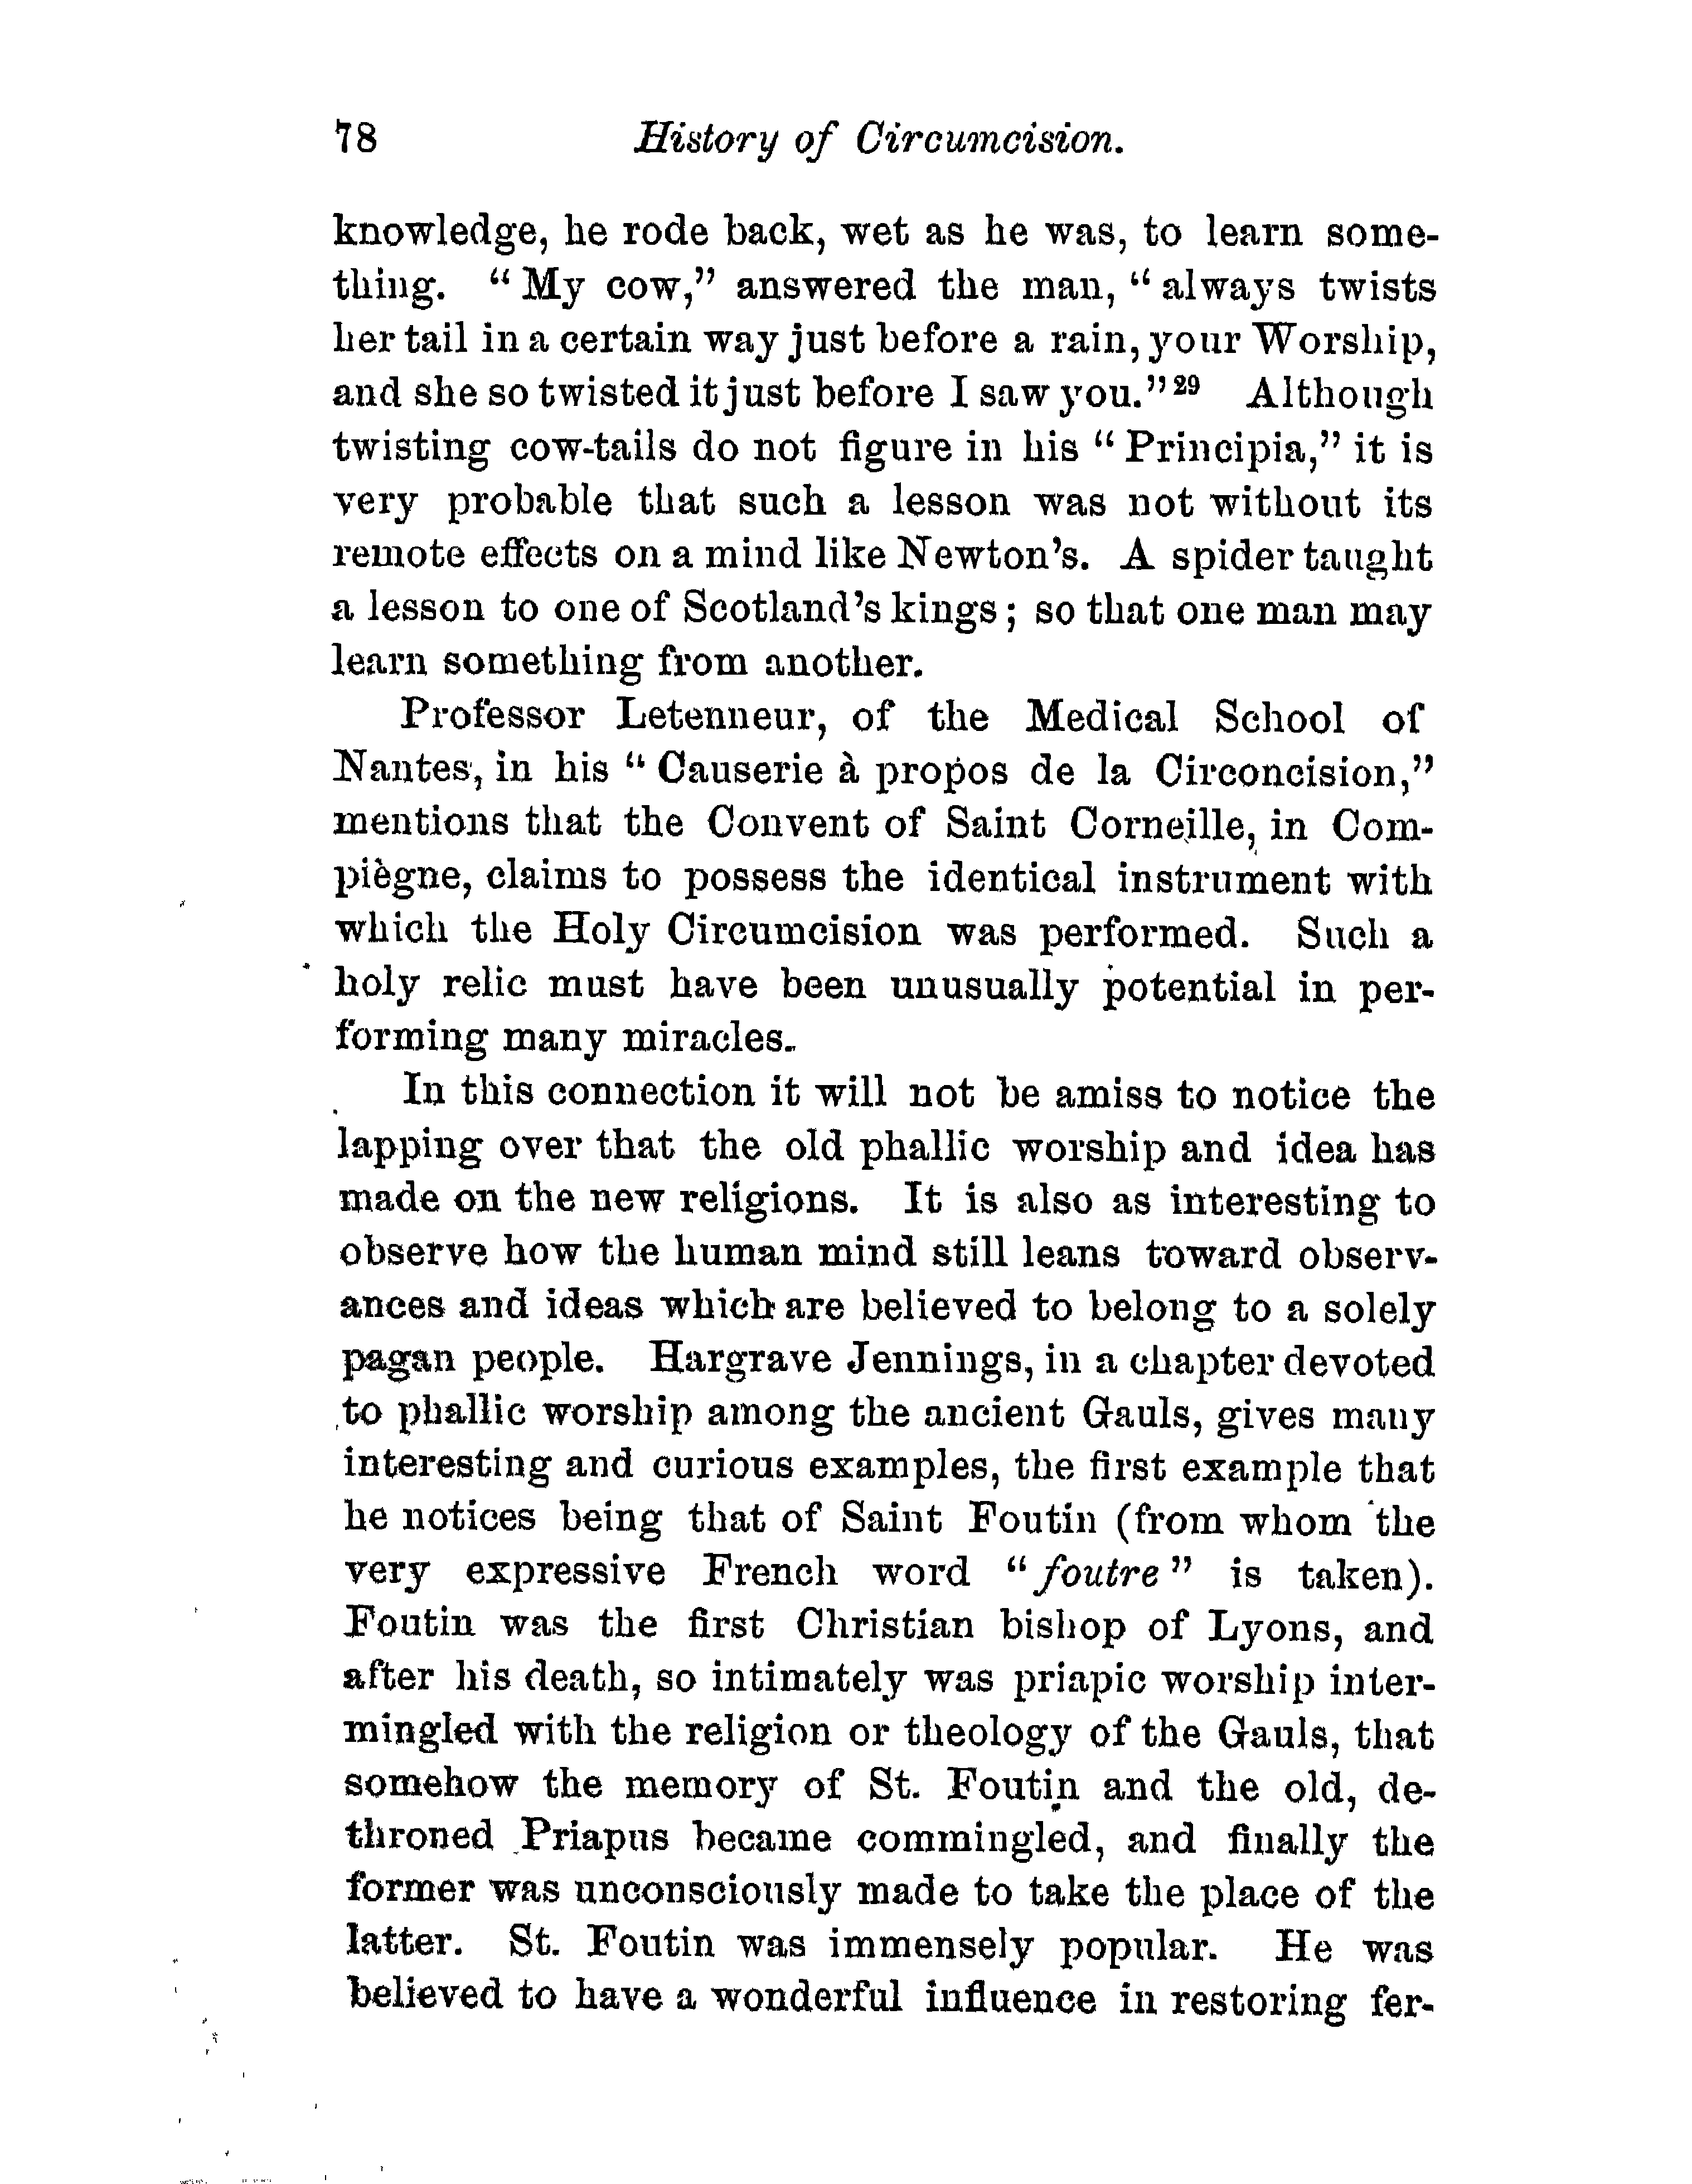 78 History of Circumcision.
knowledge, he rode back, wet as he was, to learn some-
thing. “ My cow,” answered the man, “ always twists
her tail in a certain way just before a rain, your Worship,
and she so twisted it just before I saw you.” 29 Although
twisting cow-tails do not figure in his “ Principia,” it is
very probable that such a lesson was not without its
remote effects on a mind like Newton’s. A spider taught
a lesson to one of Scotland’s kings ; so that one man may
learn something from another.
Professor Letenneur, of the Medical School of
Nantes, in his “ Causerie à propos de la Circoncision,”
mentions that the Convent of Saint Corneille, in Com-
piègne, claims to possess the identical instrument with
which the Holy Circumcision was performed. Such a
holy relic must have been unusually potential in per-
forming many miracles.
In this connection it will not be amiss to notice the
lapping over that the old phallic worship and idea has
made on the new religions. It is also as interesting to
observe how the human mind still leans toward observ-
ances and ideas which are believed to belong to a solely
pagan people. Hargrave Jennings, in a chapter devoted
to phallic worship among the ancient Gauls, gives many
interesting and curious examples, the first example that
he notices being that of Saint Foutin (from whom the
very expressive French word “ foutre ” is taken).
Foutin was the first Christian bishop of Lyons, and
after his death, so intimately was priapic worship inter-
mingled with the religion or theology of the Gauls, that
somehow the memory of St. Foutin and the old, de-
throned Priapus became commingled, and finally the
former was unconsciously made to take the place of the
latter. St. Foutin was immensely popular. He was
believed to have a wonderful influence in restoring fer-